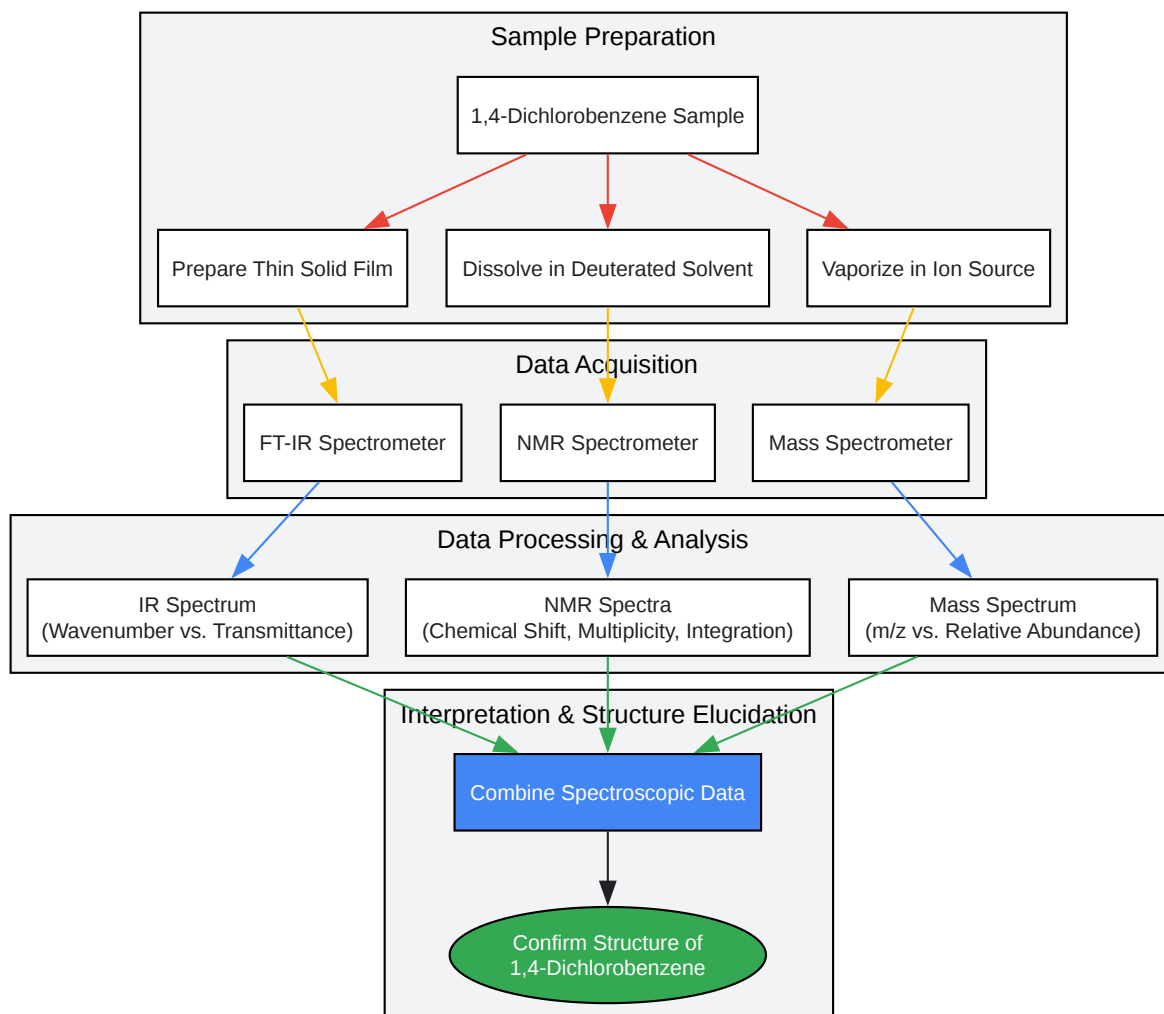 Sample Preparation
1,4-Dichlorobenzene Sample
Prepare Thin Solid Film
Dissolve in Deuterated Solvent
Vaporize in Ion Source
Data Acquisition
FT-IR Spectrometer
NMR Spectrometer
Mass Spectrometer
Data Processing & Analysis
IR Spectrum
(Wavenumber vs. Transmittance)
NMR Spectra
(Chemical Shift, Multiplicity, Integration)
Mass Spectrum
(m/z vs. Relative Abundance)
Interpretation & Structure Elucidation
Combine Spectroscopic Data
Confirm Structure of
1,4-Dichlorobenzene